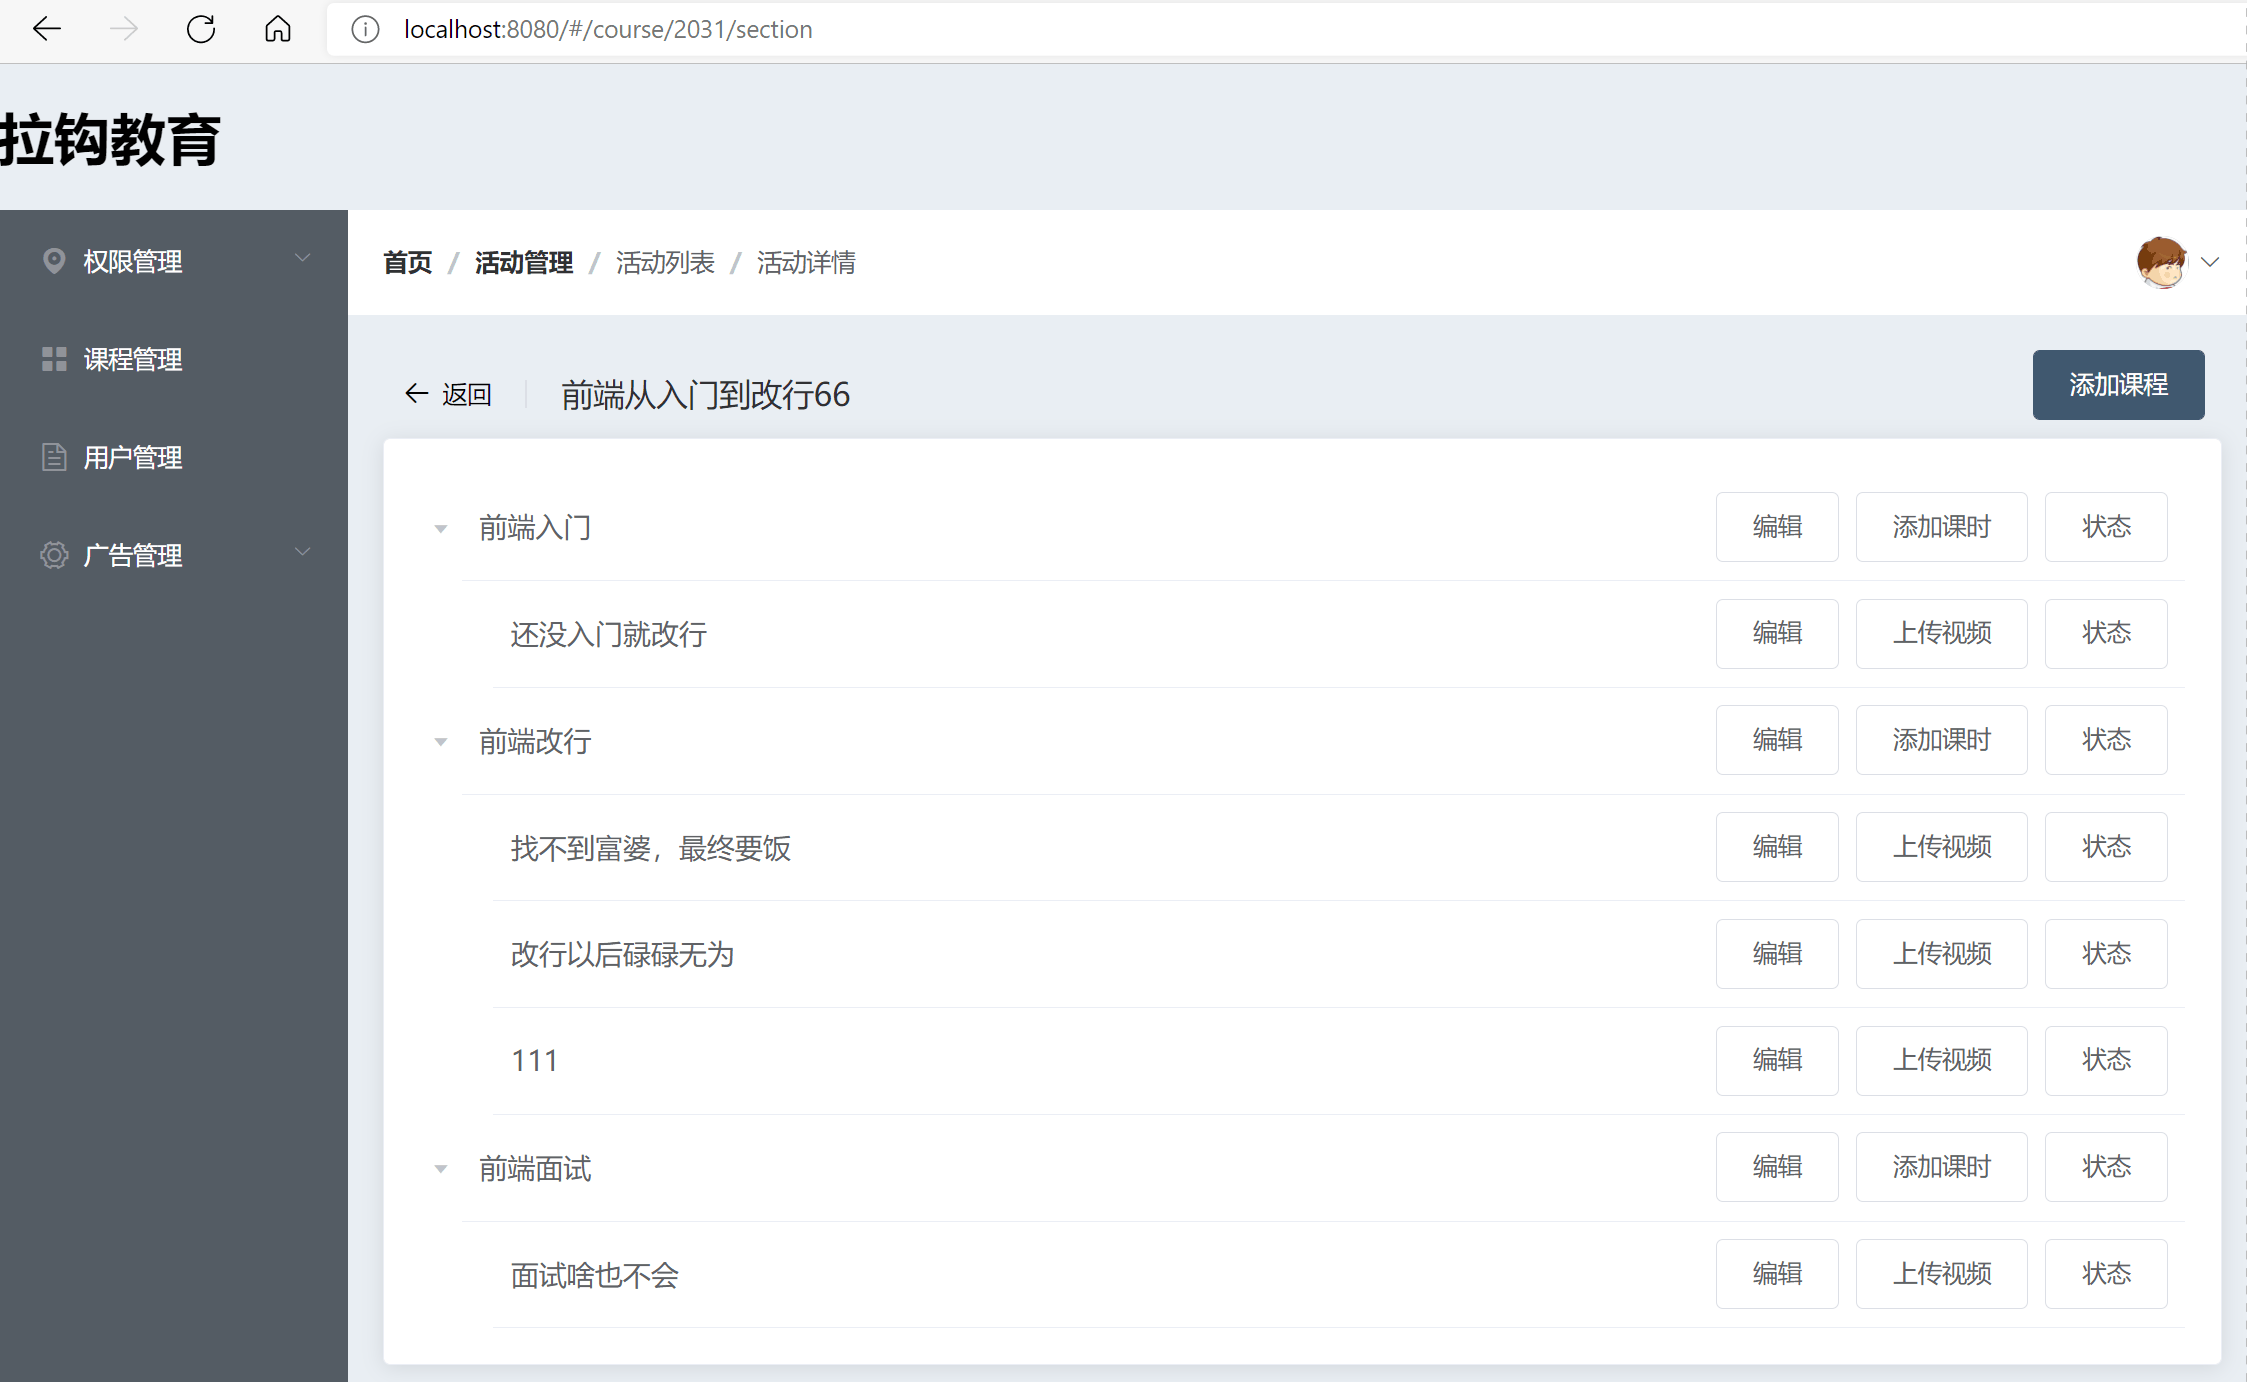 localhost:8080/#/course/2031/section
拉钩教育
权限管理
课程管理
用户管理
广告管理
首页 / 活动管理 / 活动列表 / 活动详情
返回 前端从入门到改行66 添加课程
前端入门 编辑 添加课时 状态
还没入门就改行 编辑 上传视频 状态
前端改行 编辑 添加课时 状态
找不到富婆，最终要饭 编辑 上传视频 状态
改行以后碌碌无为 编辑 上传视频 状态
111 编辑 上传视频 状态
前端面试 编辑 添加课时 状态
面试啥也不会 编辑 上传视频 状态